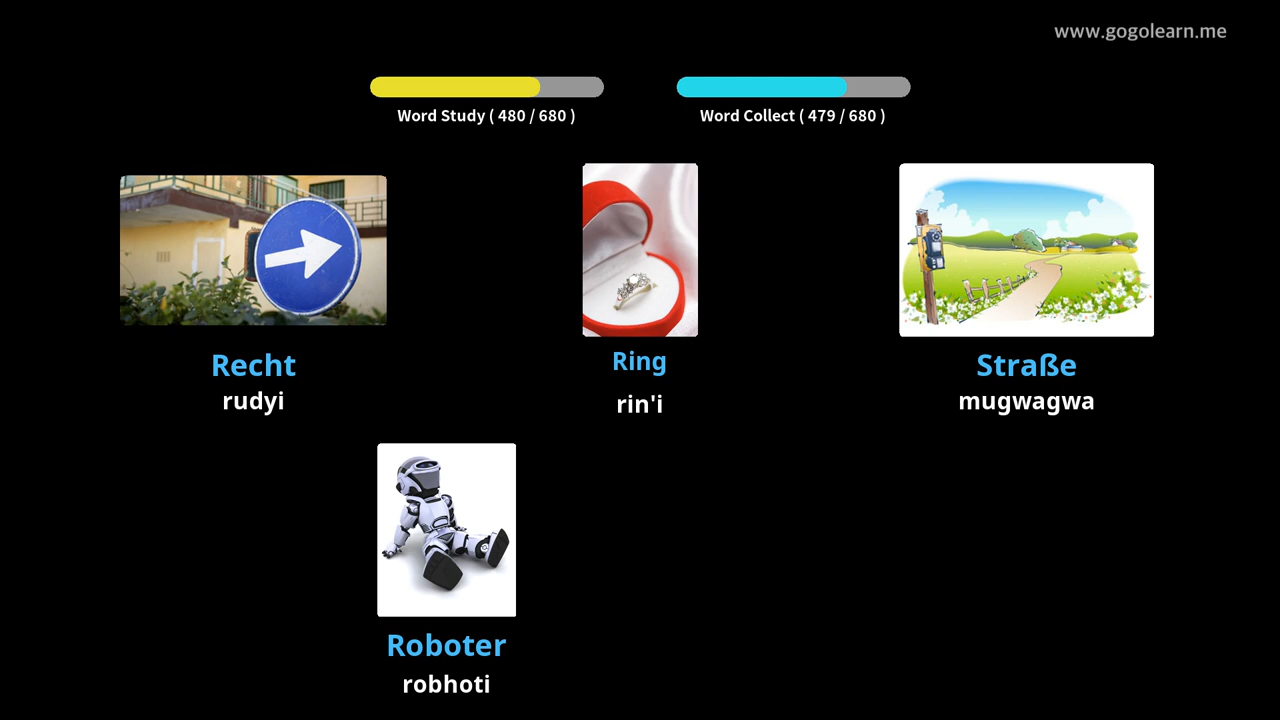 www.gogolearn.me
Word Study ( 480 / 680 )
Word Collect ( 479 / 680 )
Recht
rudyi
Ring
rin'i
Straße
mugwagwa
Roboter
robhoti